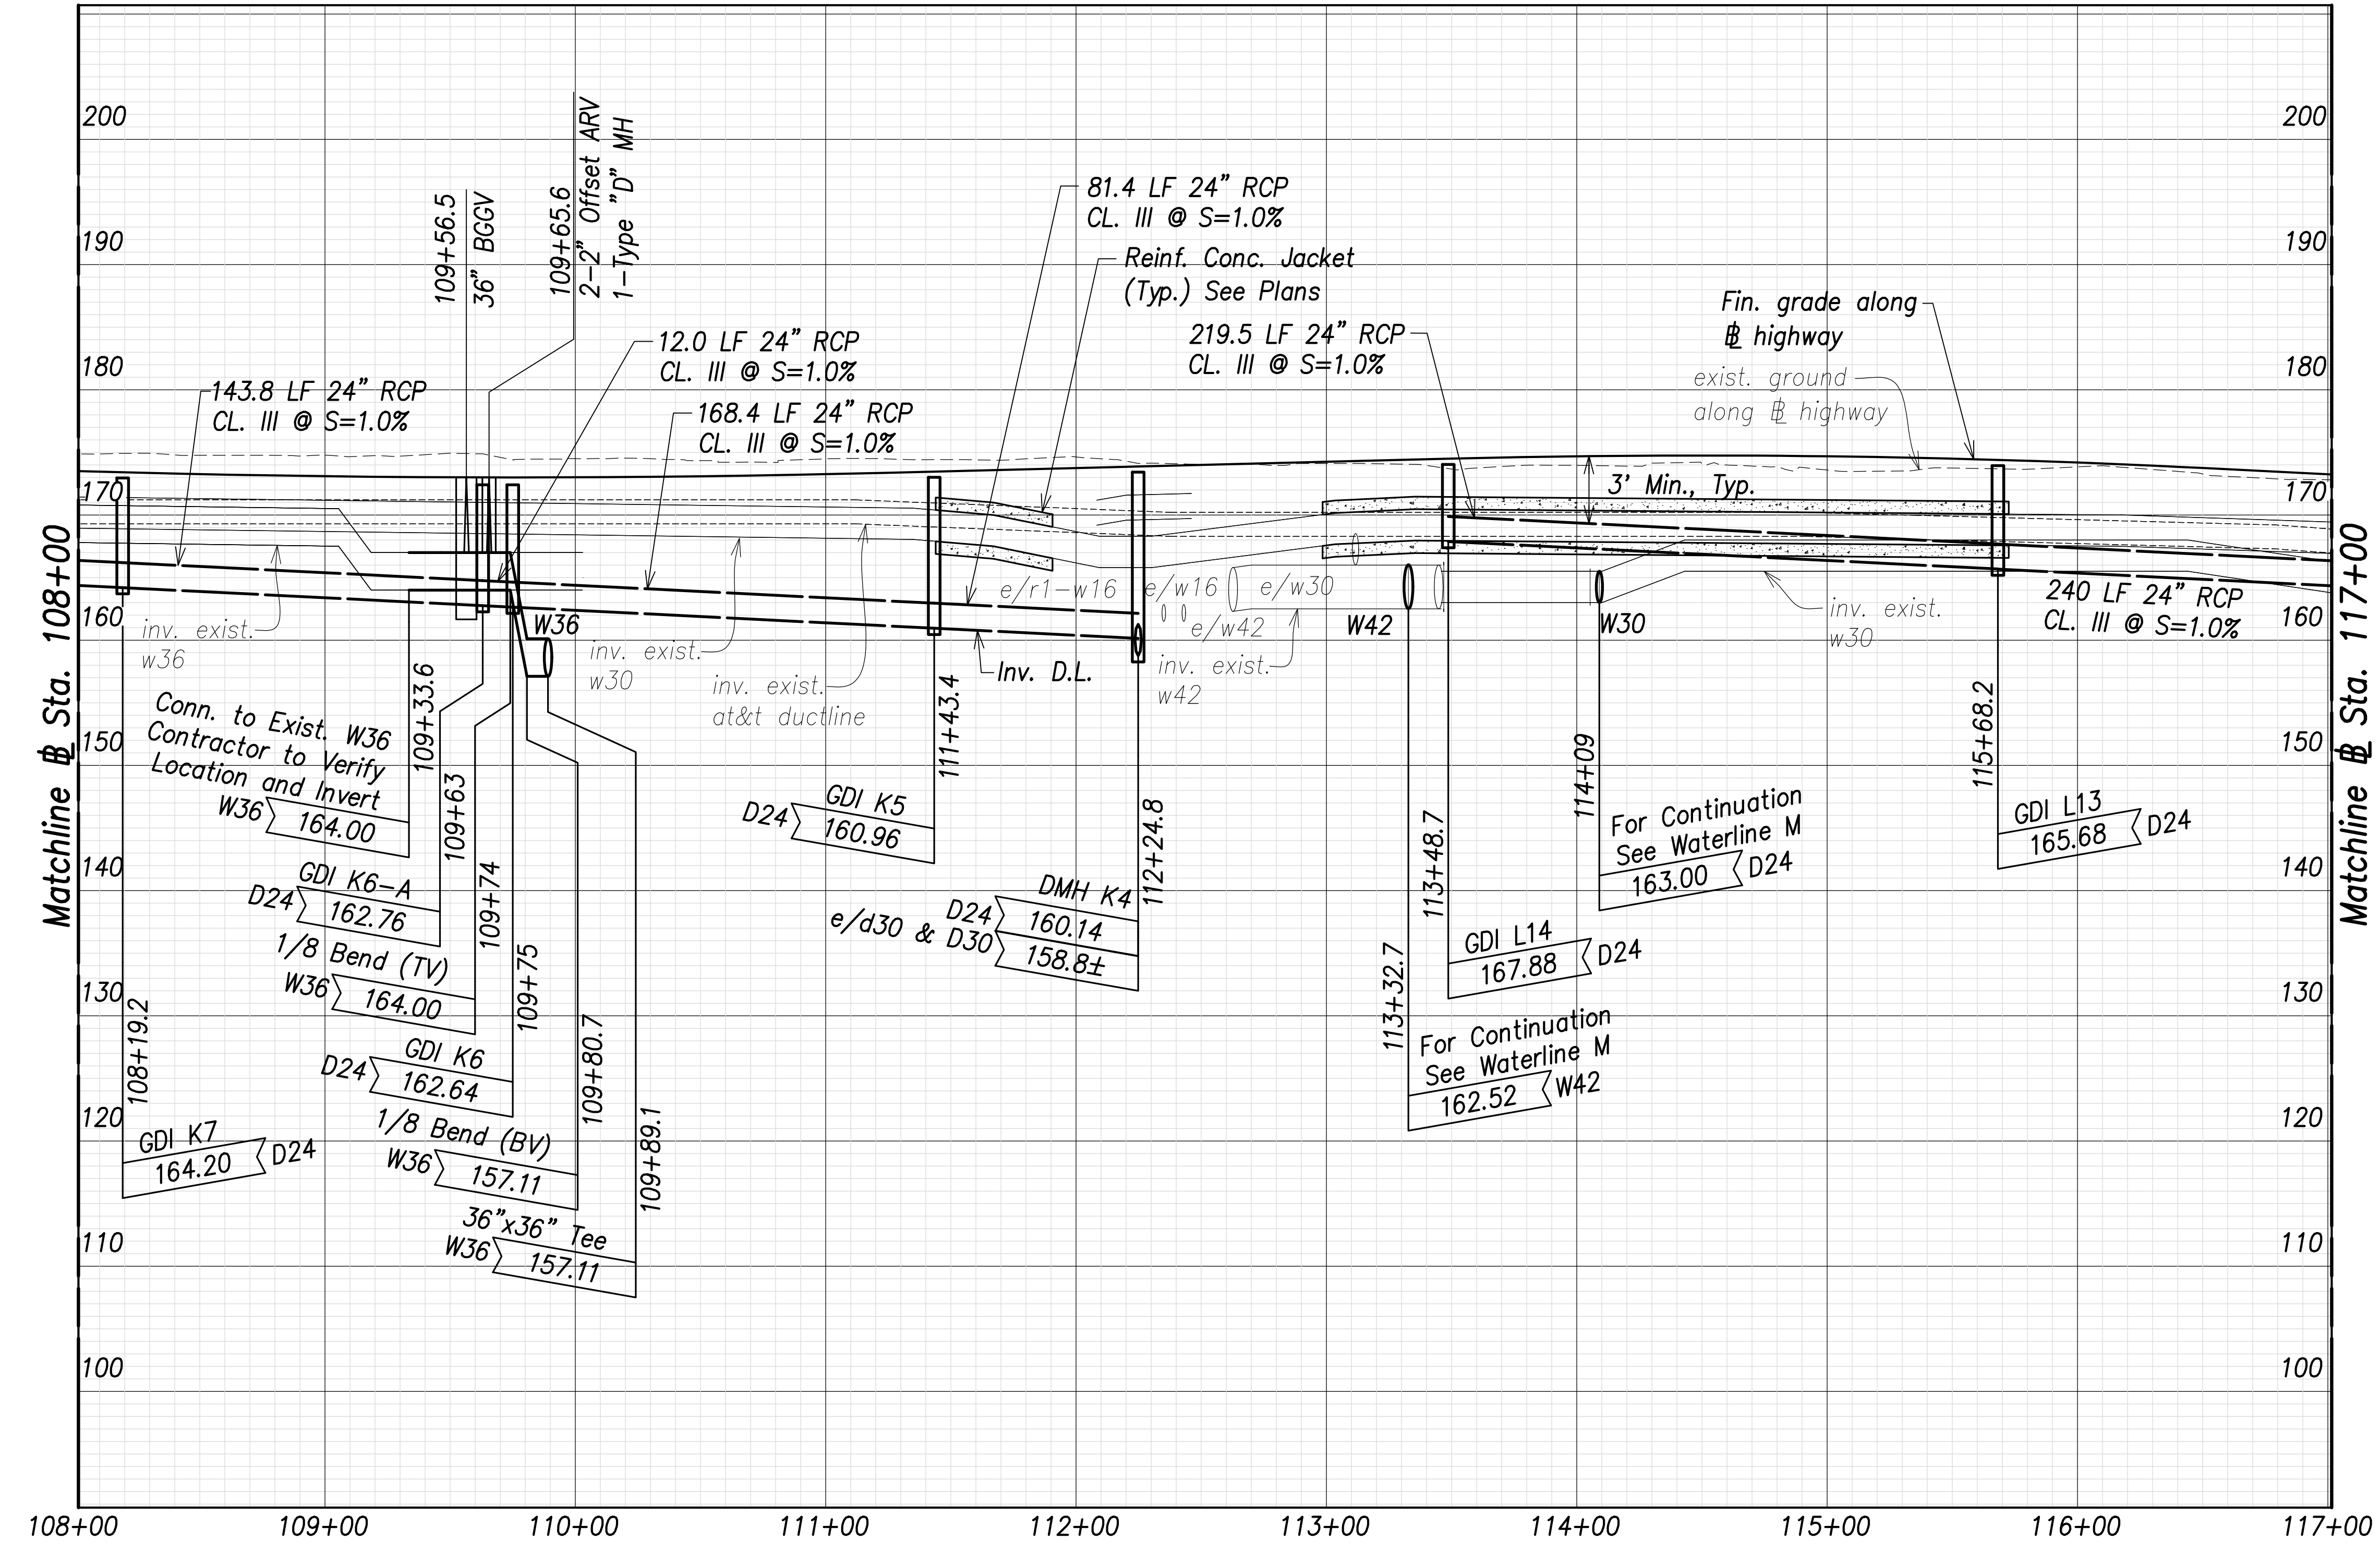 200
200
190
190
180
180
170
170
160
160
150
150
140
140
130
130
120
120
110
110
100
100
108+00
109+00
110+00
111+00
112+00
113+00
114+00
115+00
116+00
117+00
Matchline ℄ Sta. 108+00
Matchline ℄ Sta. 117+00
109+56.5
36" BGGV
109+65.6
2-2" Offset ARV
1-Type "D" MH
143.8 LF 24" RCP
CL. III @ S=1.0%
12.0 LF 24" RCP
CL. III @ S=1.0%
168.4 LF 24" RCP
CL. III @ S=1.0%
81.4 LF 24" RCP
CL. III @ S=1.0%
Reinf. Conc. Jacket
(Typ.) See Plans
219.5 LF 24" RCP
CL. III @ S=1.0%
Fin. grade along
℄ highway
exist. ground
along ℄ highway
3' Min., Typ.
240 LF 24" RCP
CL. III @ S=1.0%
inv. exist.
w36
W36
inv. exist.
w30
inv. exist.
at&t ductline
Inv. D.L.
e/r1-w16
e/w16
e/w30
e/w42
inv. exist.
w42
W42
W30
inv. exist.
w30
108+19.2
GDI K7
164.20
D24
109+33.6
Conn. to Exist. W36
Contractor to Verify
Location and Invert
W36
164.00
109+63
GDI K6-A
D24
162.76
109+74
1/8 Bend (TV)
W36
164.00
109+75
GDI K6
D24
162.64
109+80.7
1/8 Bend (BV)
W36
157.11
109+89.1
36"x36" Tee
W36
157.11
111+43.4
GDI K5
D24
160.96
112+24.8
DMH K4
D24
160.14
e/d30 & D30
158.8±
113+32.7
For Continuation
See Waterline M
162.52
W42
113+48.7
GDI L14
167.88
D24
114+09
For Continuation
See Waterline M
163.00
D24
115+68.2
GDI L13
165.68
D24